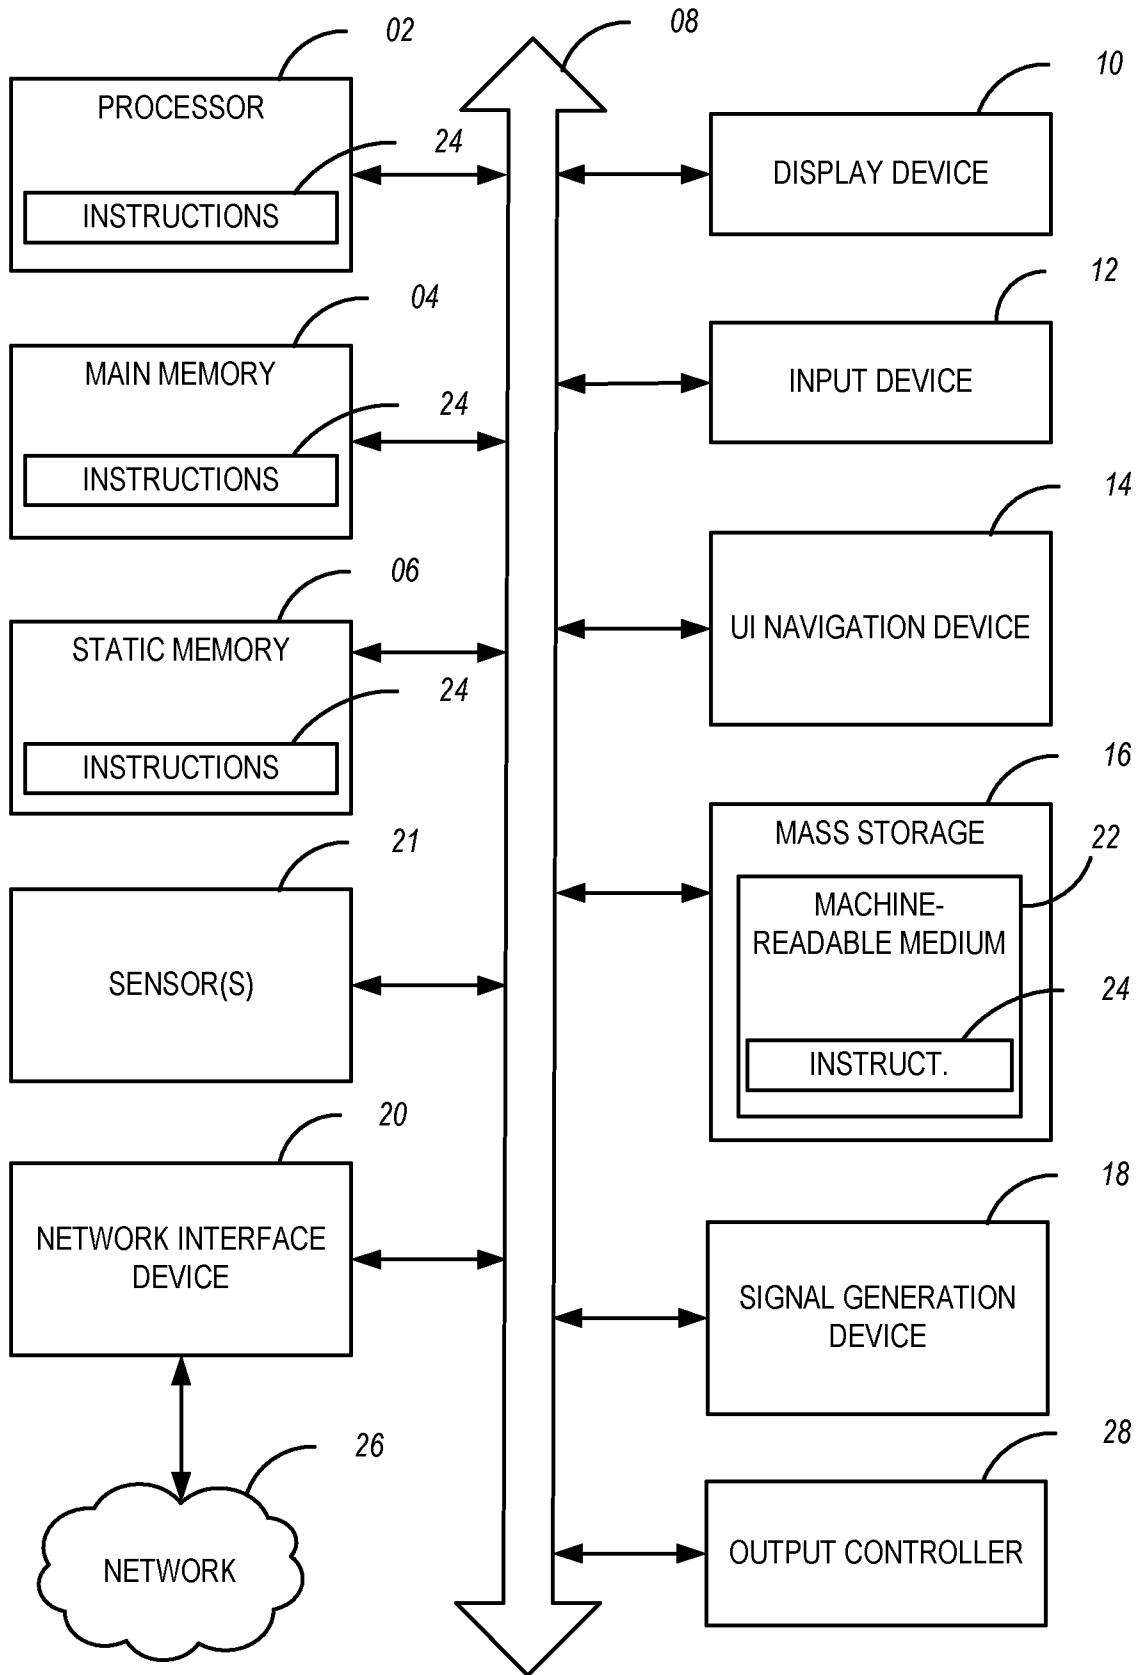 02
PROCESSOR
24
INSTRUCTIONS
04
MAIN MEMORY
24
INSTRUCTIONS
06
STATIC MEMORY
24
INSTRUCTIONS
21
SENSOR(S)
20
NETWORK INTERFACE
DEVICE
26
NETWORK
08
10
DISPLAY DEVICE
12
INPUT DEVICE
14
UI NAVIGATION DEVICE
16
MASS STORAGE
22
MACHINE-
READABLE MEDIUM
24
INSTRUCT.
18
SIGNAL GENERATION
DEVICE
28
OUTPUT CONTROLLER